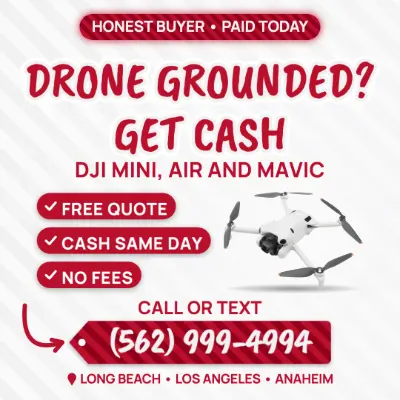 HONEST BUYER • PAID TODAY
DRONE GROUNDED?
GET CASH
DJI MINI, AIR AND MAVIC
FREE QUOTE
CASH SAME DAY
NO FEES
CALL OR TEXT
(562) 999-4994
LONG BEACH • LOS ANGELES • ANAHEIM